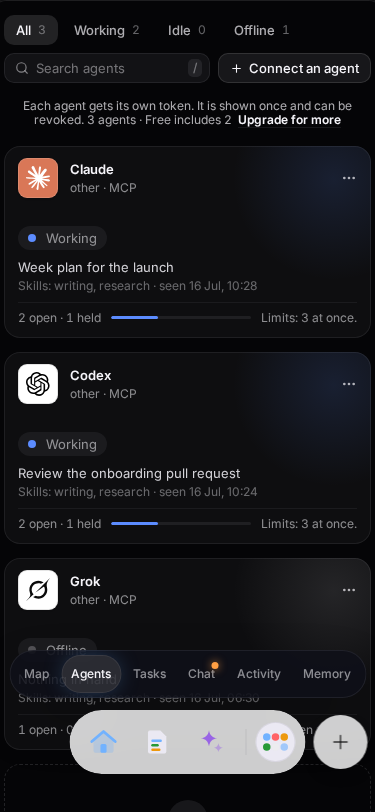 All 3 Working 2 Idle 0 Offline 1
Search agents / + Connect an agent
Each agent gets its own token. It is shown once and can be
revoked. 3 agents · Free includes 2 Upgrade for more
Claude
other · MCP
Working
Week plan for the launch
Skills: writing, research · seen 16 Jul, 10:28
2 open · 1 held Limits: 3 at once.
Codex
other · MCP
Working
Review the onboarding pull request
Skills: writing, research · seen 16 Jul, 10:24
2 open · 1 held Limits: 3 at once.
Grok
other · MCP
Offline
Map Agents Tasks Chat Activity Memory
Skills: writing, research · seen 16 Jul, 06:30
1 open